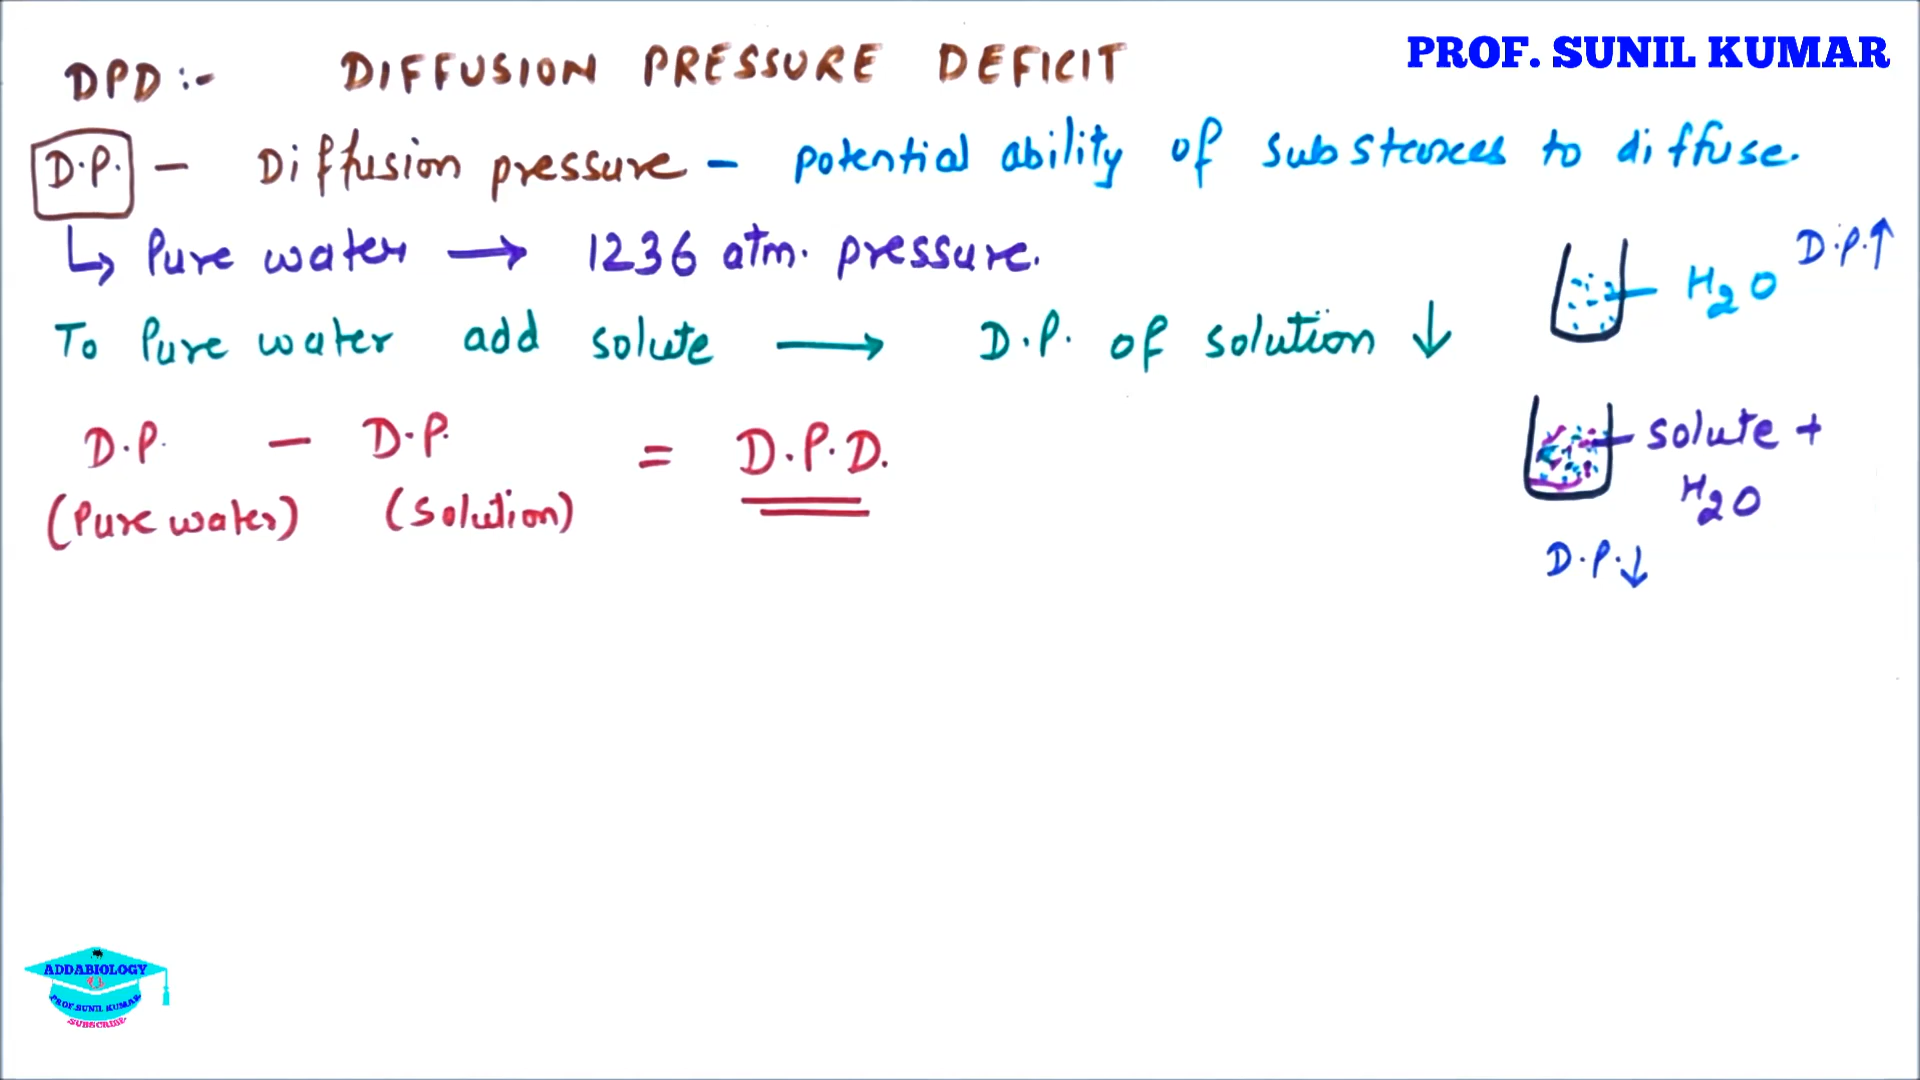 PROF. SUNIL KUMAR
DPD :- DIFFUSION PRESSURE DEFICIT
D.P. - Diffusion pressure - potential ability of substances to diffuse.
↳ Pure water → 1236 atm. pressure.
H2O D.P.↑
To Pure water add solute → D.P. of solution ↓
D.P. - D.P. = D.P.D.
(Pure water) (Solution)
solute +
H2O
D.P.↓
ADDABIOLOGY
PROF.SUNIL KUMAR
SUBSCRIBE